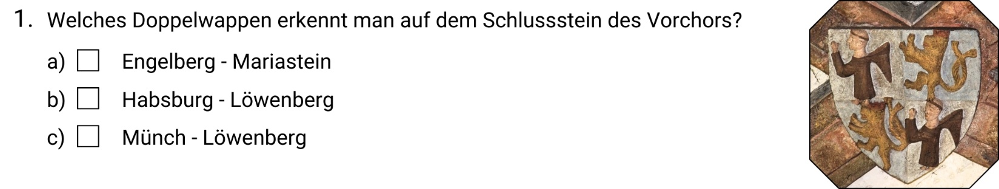 1. Welches Doppelwappen erkennt man auf dem Schlussstein des Vorchors?
a) ☐ Engelberg - Mariastein
b) ☐ Habsburg - Löwenberg
c) ☐ Münch - Löwenberg